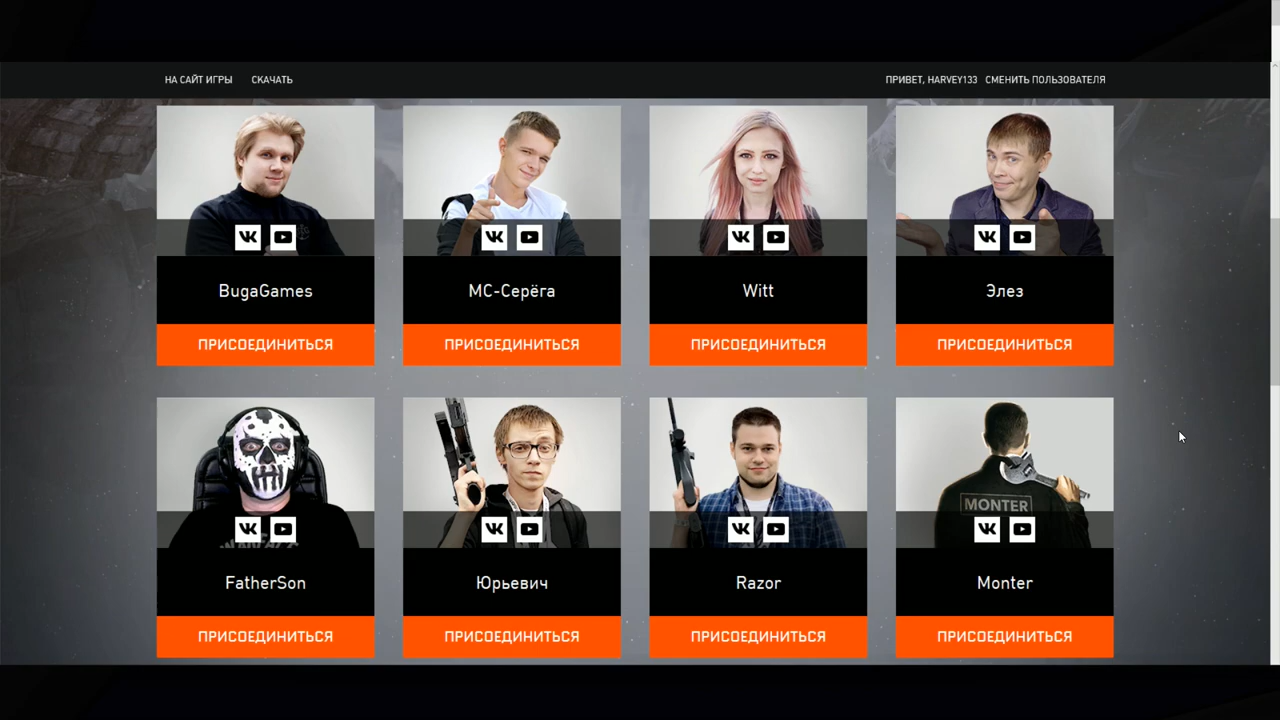 НА САЙТ ИГРЫ СКАЧАТЬ ПРИВЕТ, HARVEY133 СМЕНИТЬ ПОЛЬЗОВАТЕЛЯ
BugaGames МС-Серёга Witt Элез
ПРИСОЕДИНИТЬСЯ ПРИСОЕДИНИТЬСЯ ПРИСОЕДИНИТЬСЯ ПРИСОЕДИНИТЬСЯ
MONTER
FatherSon Юрьевич Razor Monter
ПРИСОЕДИНИТЬСЯ ПРИСОЕДИНИТЬСЯ ПРИСОЕДИНИТЬСЯ ПРИСОЕДИНИТЬСЯ